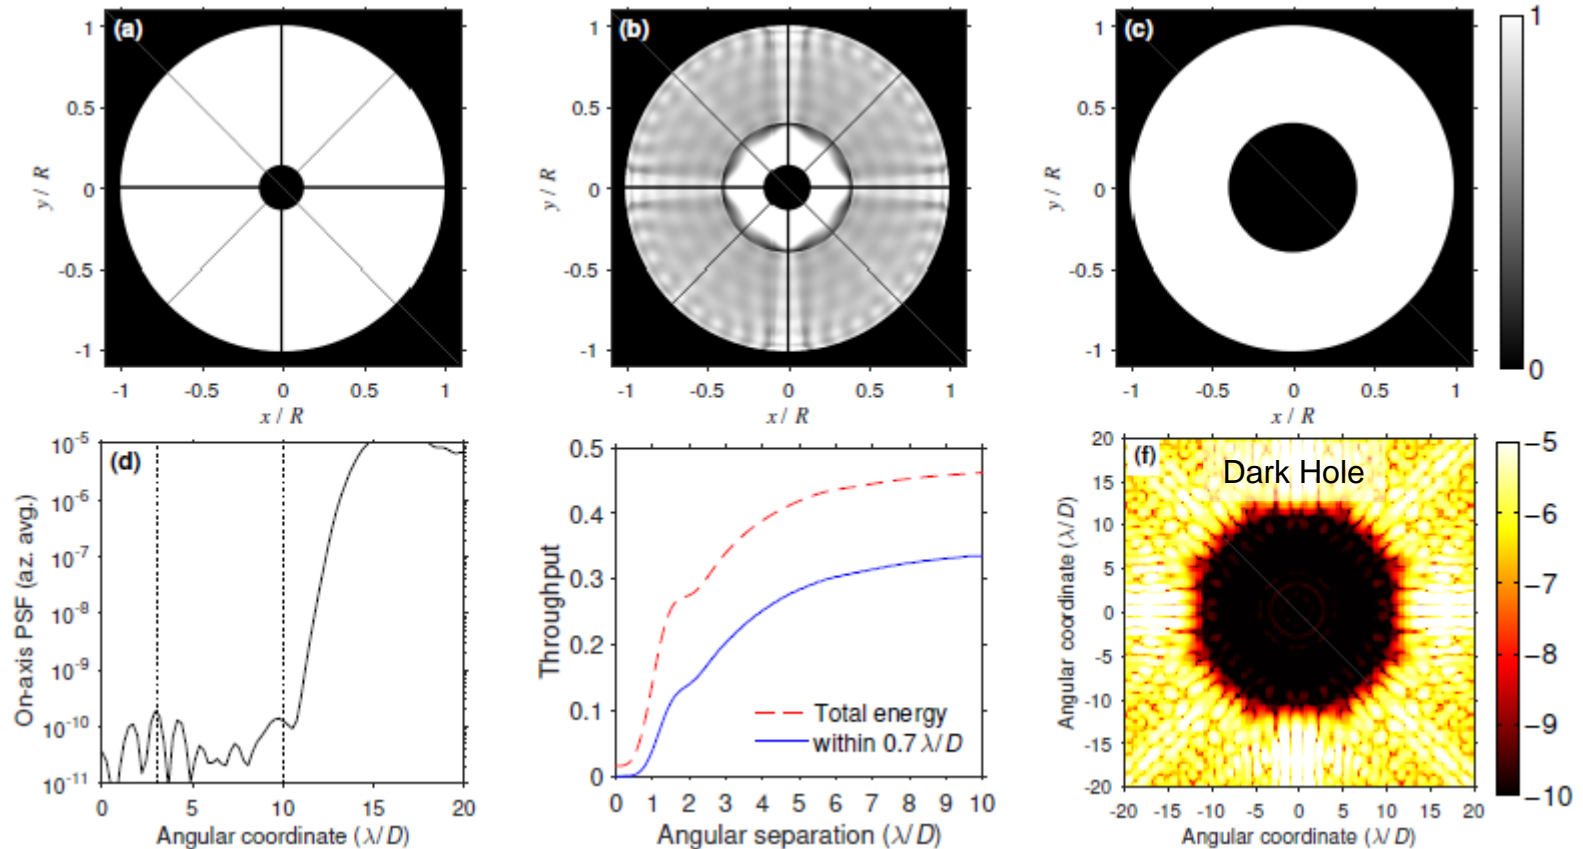 (a)
1
0.5
0
-0.5
-1
y / R
-1 -0.5 0 0.5 1
x / R
(b)
1
0.5
0
-0.5
-1
y / R
-1 -0.5 0 0.5 1
x / R
(c)
1
0.5
0
-0.5
-1
y / R
-1 -0.5 0 0.5 1
x / R
1
0
(d)
10⁻⁵
10⁻⁶
10⁻⁷
10⁻⁸
10⁻⁹
10⁻¹⁰
10⁻¹¹
On-axis PSF (az. avg.)
0 5 10 15 20
Angular coordinate (λ/D)
0.5
0.4
0.3
0.2
0.1
0
Throughput
Total energy
within 0.7 λ/D
0 1 2 3 4 5 6 7 8 9 10
Angular separation (λ/D)
(f)
Dark Hole
20
15
10
5
0
-5
-10
-15
-20
Angular coordinate (λ/D)
-20 -15 -10 -5 0 5 10 15 20
Angular coordinate (λ/D)
−5
−6
−7
−8
−9
−10